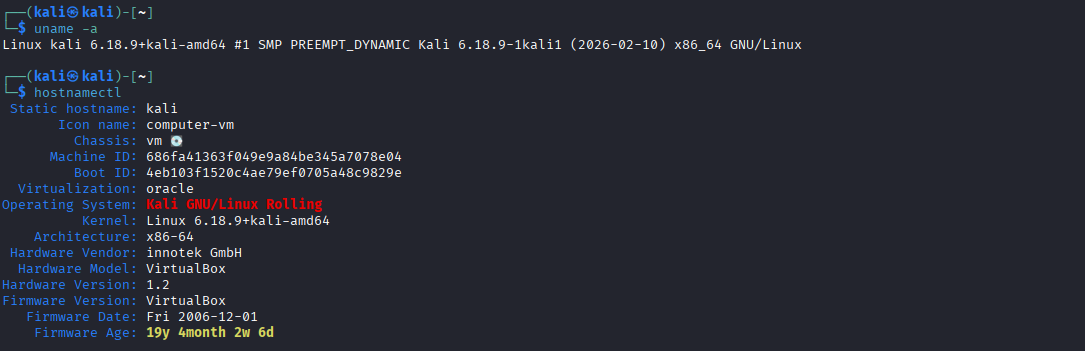 ┌──(kali㉿kali)-[~]
└─$ uname -a
Linux kali 6.18.9+kali-amd64 #1 SMP PREEMPT_DYNAMIC Kali 6.18.9-1kali1 (2026-02-10) x86_64 GNU/Linux
┌──(kali㉿kali)-[~]
└─$ hostnamectl
Static hostname: kali
Icon name: computer-vm
Chassis: vm 💽
Machine ID: 686fa41363f049e9a84be345a7078e04
Boot ID: 4eb103f1520c4ae79ef0705a48c9829e
Virtualization: oracle
Operating System: Kali GNU/Linux Rolling
Kernel: Linux 6.18.9+kali-amd64
Architecture: x86-64
Hardware Vendor: innotek GmbH
Hardware Model: VirtualBox
Hardware Version: 1.2
Firmware Version: VirtualBox
Firmware Date: Fri 2006-12-01
Firmware Age: 19y 4month 2w 6d